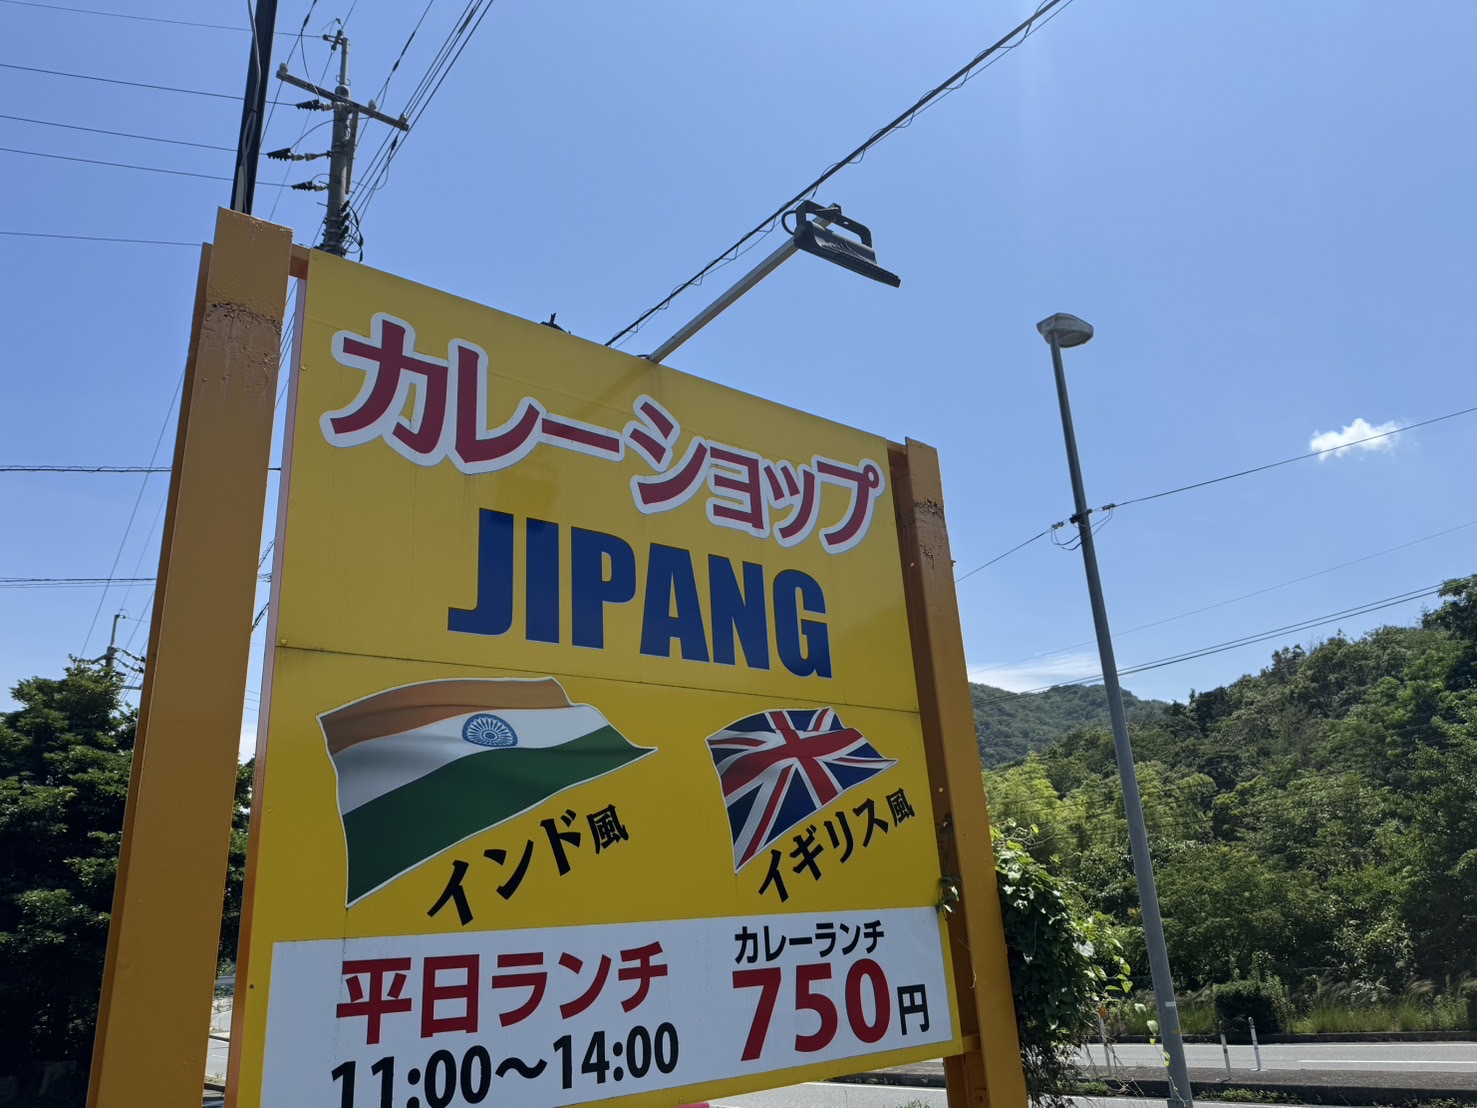 カレーショップ
JIPANG
インド風
イギリス風
平日ランチ
11:00～14:00
カレーランチ
750円